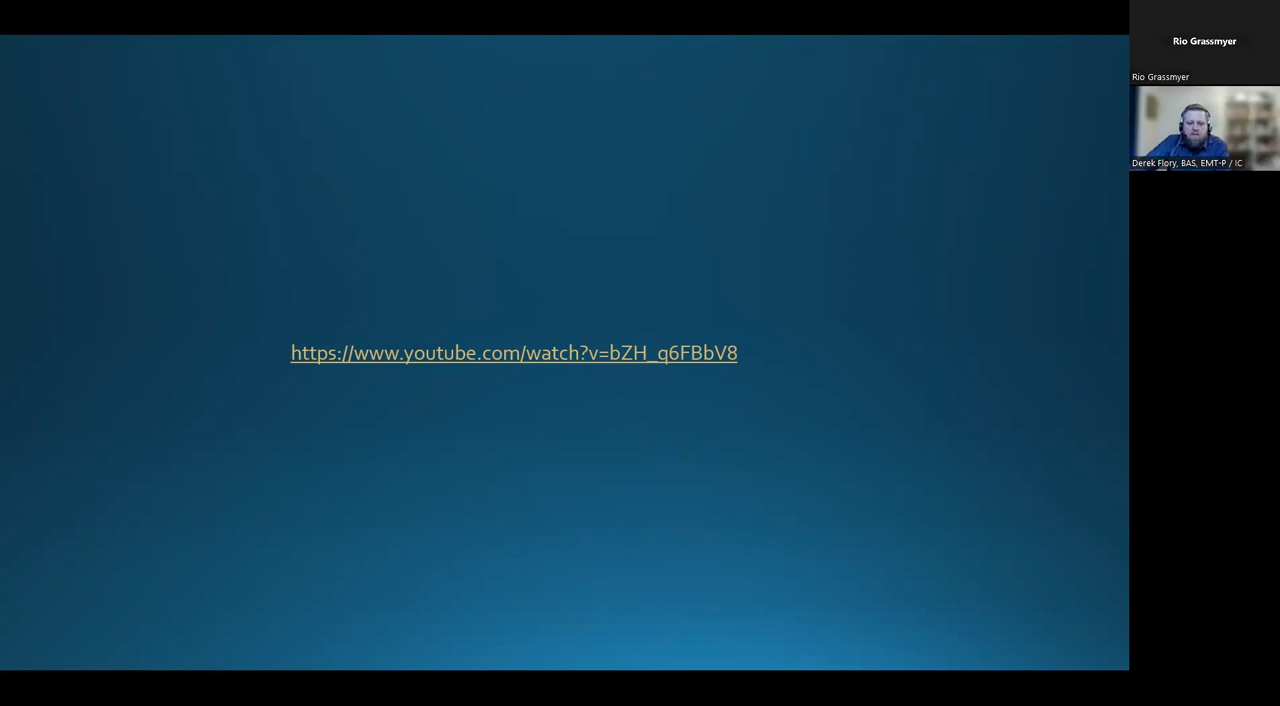 Rio Grassmyer
Rio Grassmyer
Derek Flory, BAS, EMT-P / IC
https://www.youtube.com/watch?v=bZH_q6FBbV8